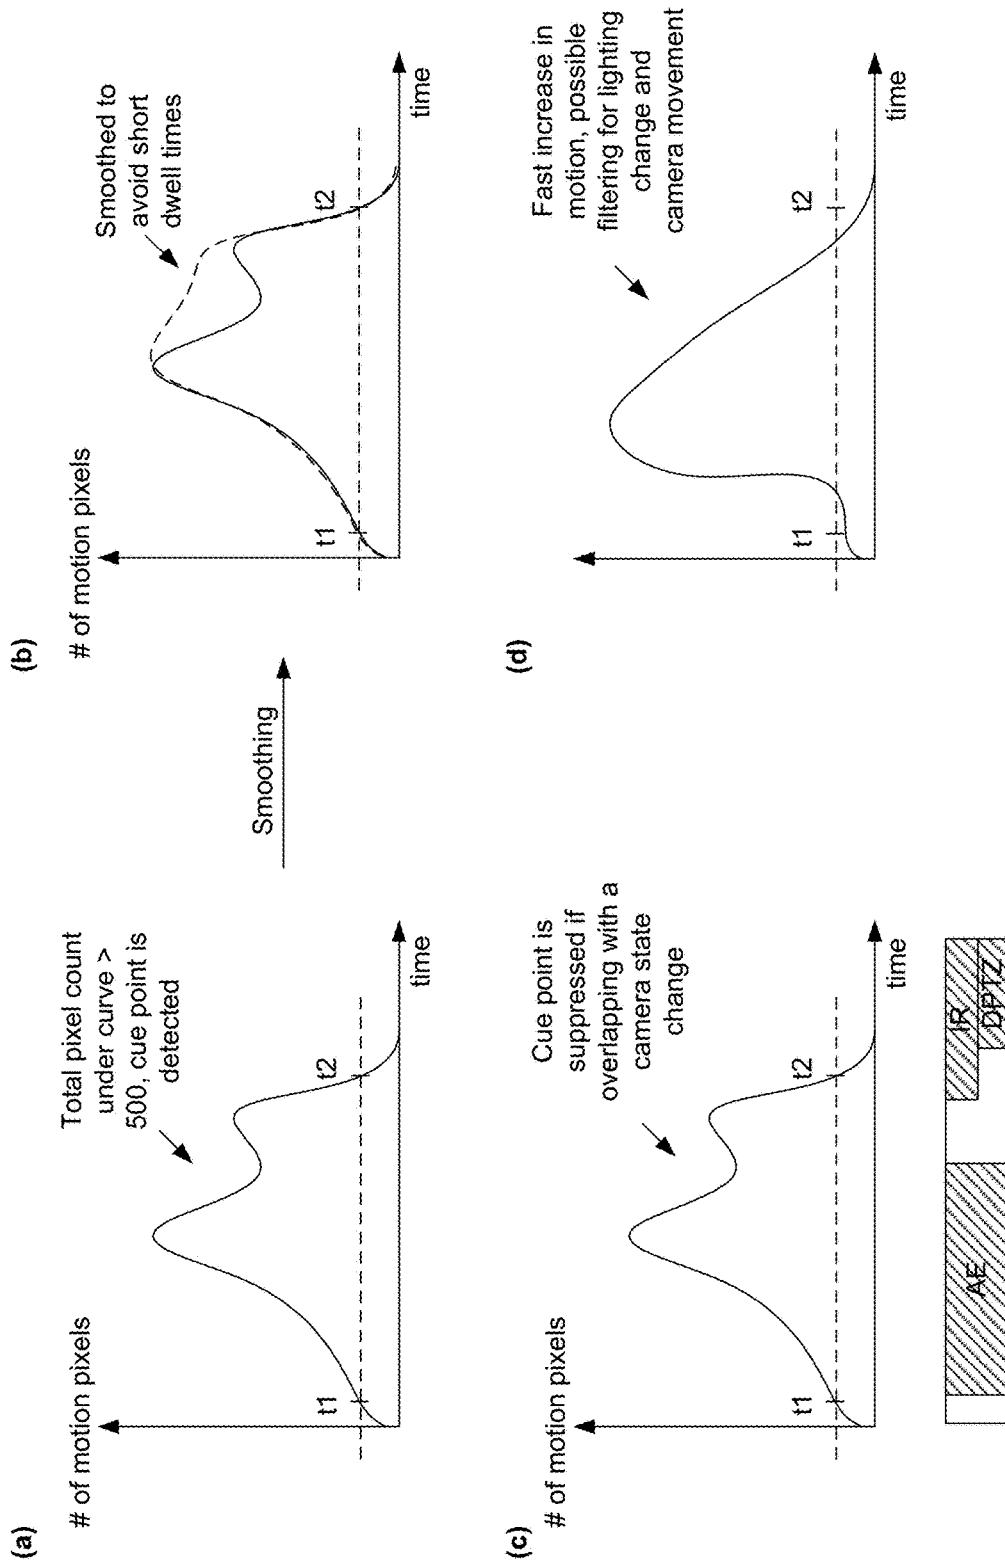 (a)
# of motion pixels
Total pixel count
under curve >
500, cue point is
detected
t1
t2
time
Smoothing
(b)
# of motion pixels
Smoothed to
avoid short
dwell times
t1
t2
time
(c)
# of motion pixels
Cue point is
suppressed if
overlapping with a
camera state
change
t1
t2
time
AE
IR
DPTZ
(d)
Fast increase in
motion, possible
filtering for lighting
change and
camera movement
t1
t2
time